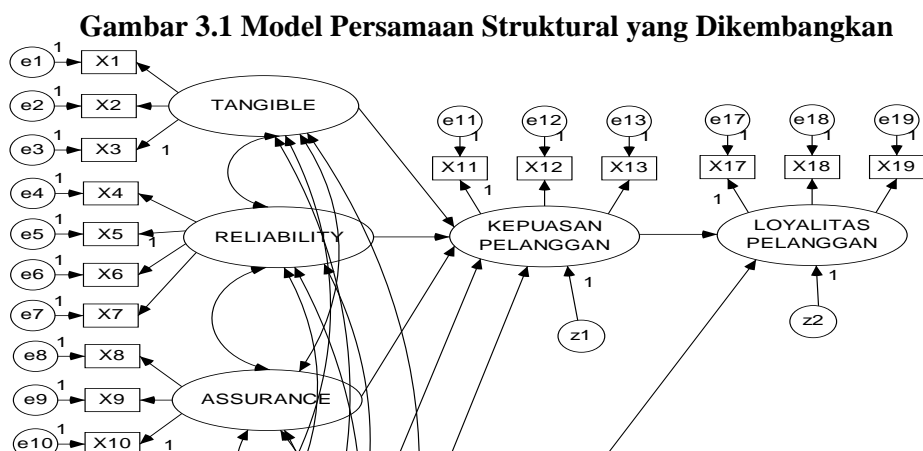 Gambar 3.1 Model Persamaan Struktural yang Dikembangkan
e1 1 X1
e2 1 X2
e3 1 X3 1
TANGIBLE
e4 1 X4
e5 1 X5 1
e6 1 X6
e7 1 X7
RELIABILITY
e8 1 X8
e9 1 X9
e10 1 X10 1
ASSURANCE
e11 e12 e13
1 1 1
X11 X12 X13
1
KEPUASAN
PELANGGAN
1
z1
e17 e18 e19
1 1 1
X17 X18 X19
1
LOYALITAS
PELANGGAN
1
z2